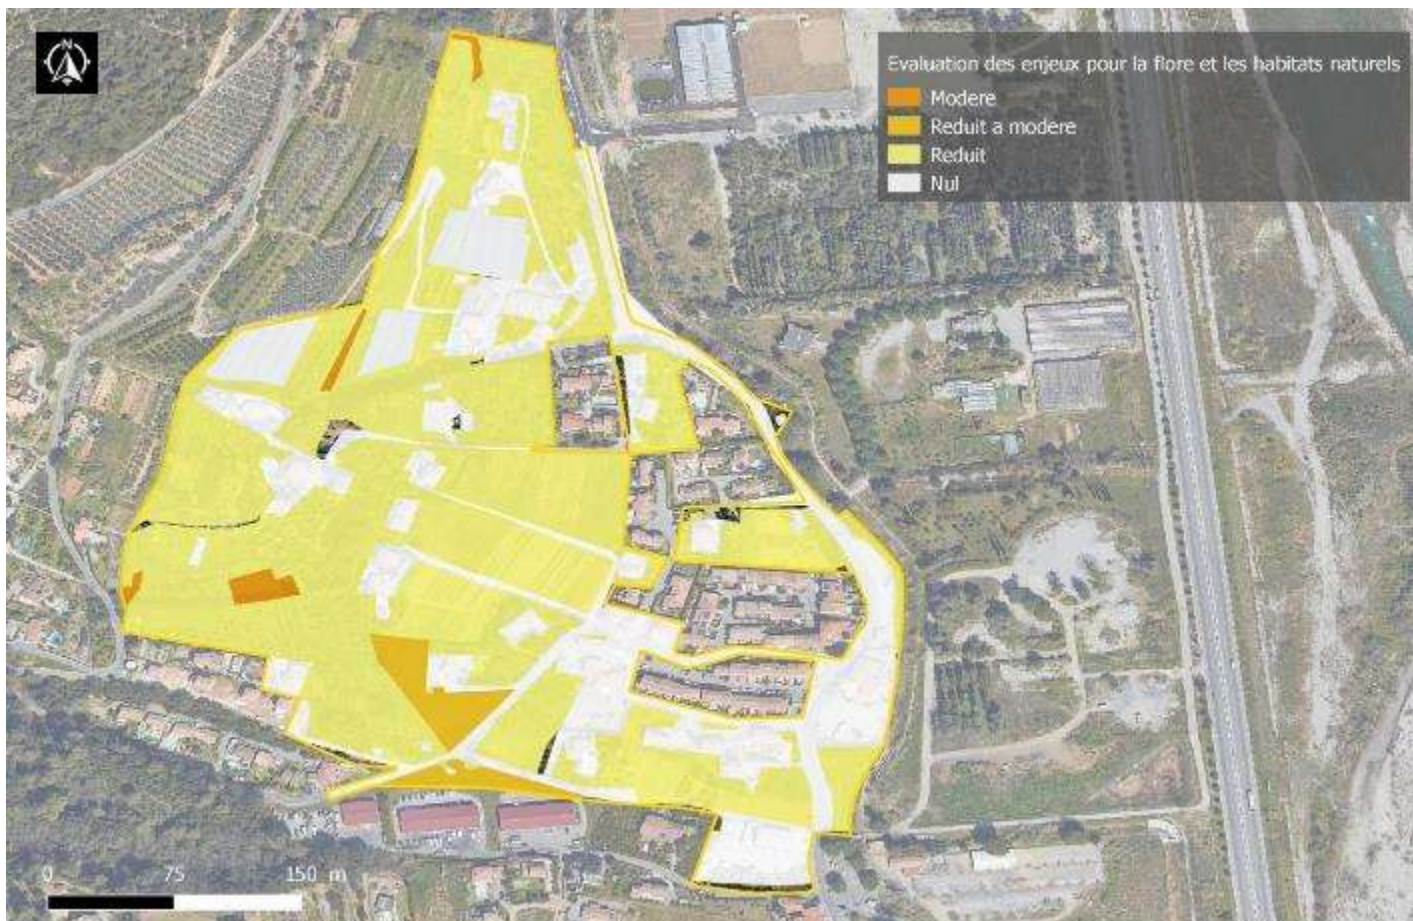 N
Evaluation des enjeux pour la flore et les habitats naturels
Modere
Reduit a modere
Reduit
Nul
0 75 150 m